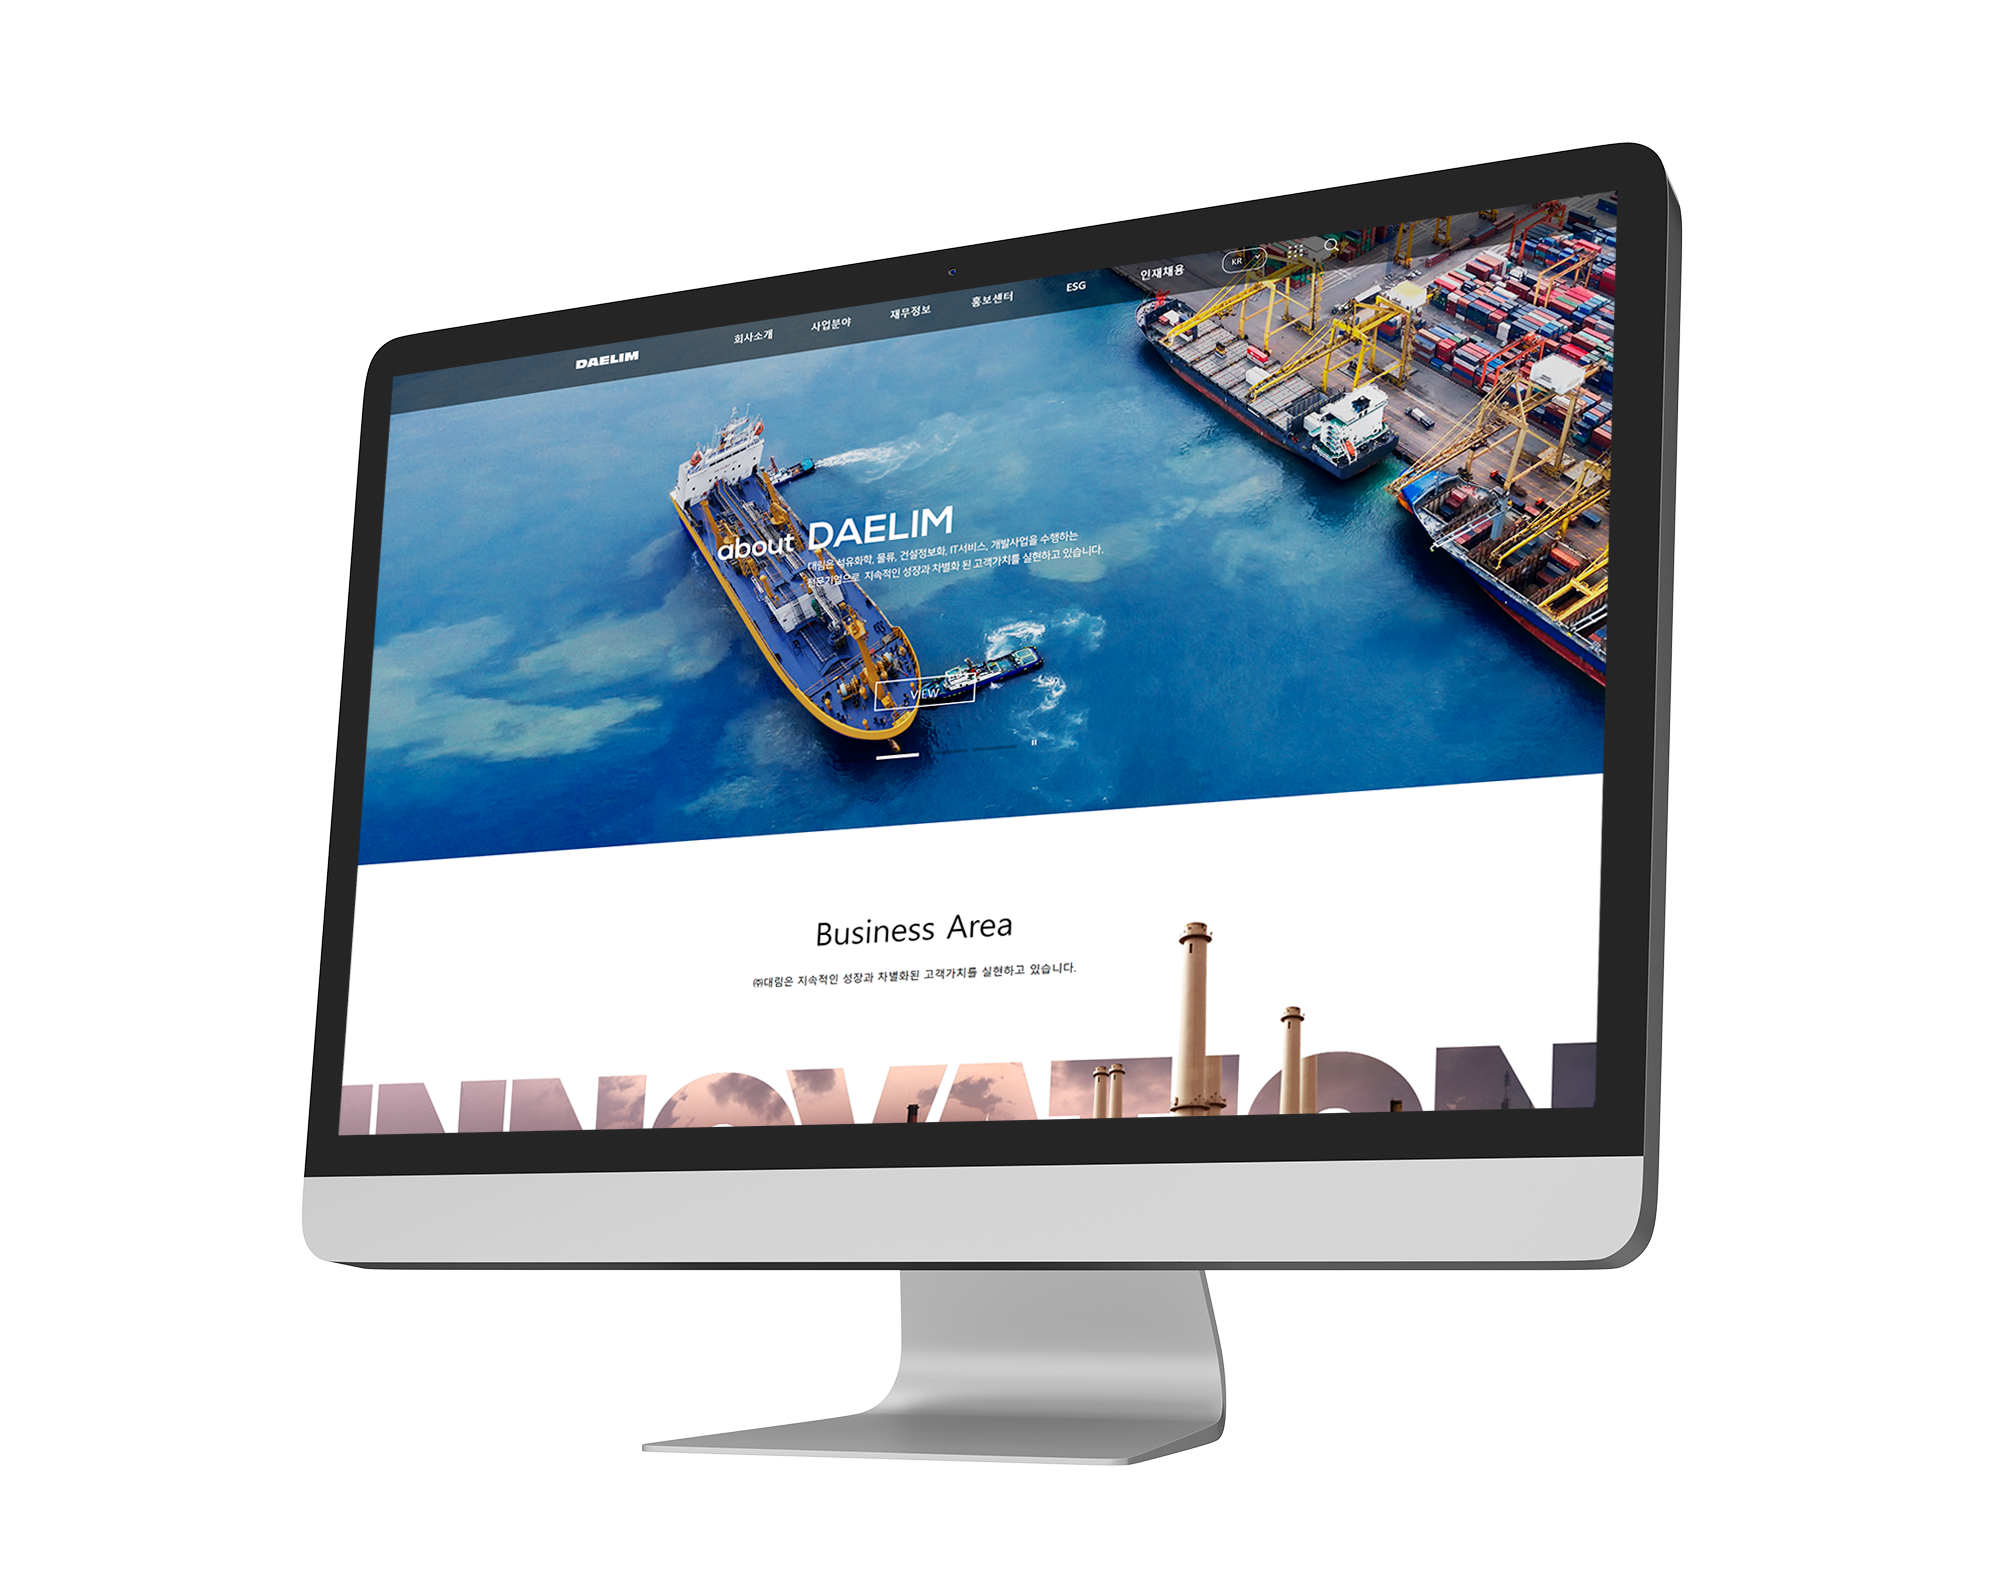 DAELIM
회사소개
사업분야
재무정보
홍보센터
ESG
인재채용
KR
about DAELIM
대림은 석유화학, 물류, 건설정보화, IT서비스, 개발사업을 수행하는
전문기업으로 지속적인 성장과 차별화 된 고객가치를 실현하고 있습니다.
VIEW
Business Area
㈜대림은 지속적인 성장과 차별화된 고객가치를 실현하고 있습니다.
INNOVATION